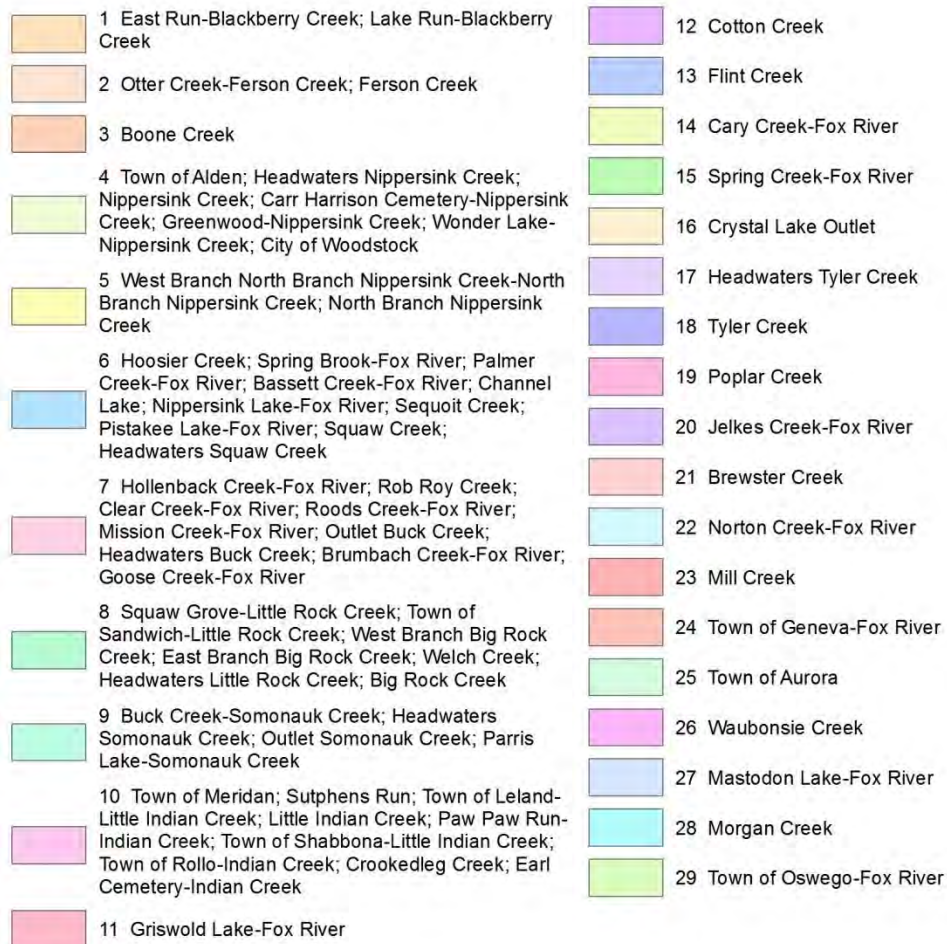 1 East Run-Blackberry Creek; Lake Run-Blackberry
Creek
2 Otter Creek-Ferson Creek; Ferson Creek
3 Boone Creek
4 Town of Alden; Headwaters Nippersink Creek;
Nippersink Creek; Carr Harrison Cemetery-Nippersink
Creek; Greenwood-Nippersink Creek; Wonder Lake-
Nippersink Creek; City of Woodstock
5 West Branch North Branch Nippersink Creek-North
Branch Nippersink Creek; North Branch Nippersink
Creek
6 Hoosier Creek; Spring Brook-Fox River; Palmer
Creek-Fox River; Bassett Creek-Fox River; Channel
Lake; Nippersink Lake-Fox River; Sequoit Creek;
Pistakee Lake-Fox River; Squaw Creek;
Headwaters Squaw Creek
7 Hollenback Creek-Fox River; Rob Roy Creek;
Clear Creek-Fox River; Roods Creek-Fox River;
Mission Creek-Fox River; Outlet Buck Creek;
Headwaters Buck Creek; Brumbach Creek-Fox River;
Goose Creek-Fox River
8 Squaw Grove-Little Rock Creek; Town of
Sandwich-Little Rock Creek; West Branch Big Rock
Creek; East Branch Big Rock Creek; Welch Creek;
Headwaters Little Rock Creek; Big Rock Creek
9 Buck Creek-Somonauk Creek; Headwaters
Somonauk Creek; Outlet Somonauk Creek; Parris
Lake-Somonauk Creek
10 Town of Meridan; Sutphens Run; Town of Leland-
Little Indian Creek; Little Indian Creek; Paw Paw Run-
Indian Creek; Town of Shabbona-Little Indian Creek;
Town of Rollo-Indian Creek; Crookedleg Creek; Earl
Cemetery-Indian Creek
11 Griswold Lake-Fox River
12 Cotton Creek
13 Flint Creek
14 Cary Creek-Fox River
15 Spring Creek-Fox River
16 Crystal Lake Outlet
17 Headwaters Tyler Creek
18 Tyler Creek
19 Poplar Creek
20 Jelkes Creek-Fox River
21 Brewster Creek
22 Norton Creek-Fox River
23 Mill Creek
24 Town of Geneva-Fox River
25 Town of Aurora
26 Waubonsie Creek
27 Mastodon Lake-Fox River
28 Morgan Creek
29 Town of Oswego-Fox River